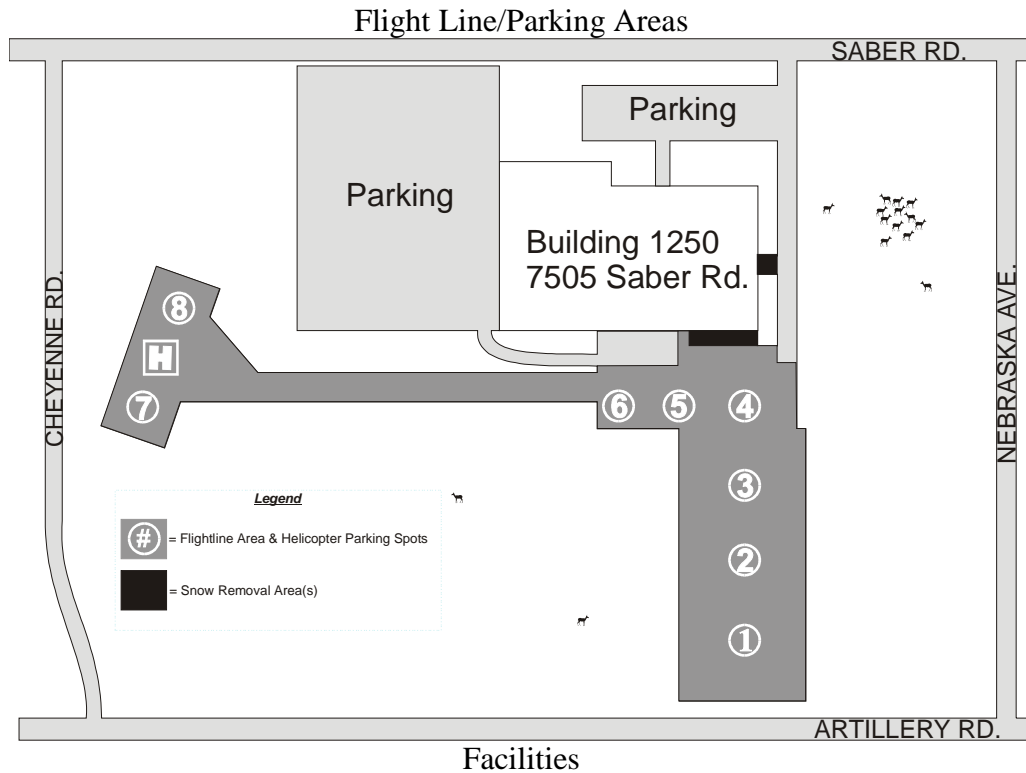 Flight Line/Parking Areas
SABER RD.
Parking
Parking
Building 1250
7505 Saber Rd.
CHEYENNE RD.
NEBRASKA AVE.
8
H
7
6
5
4
3
2
1
Legend
# = Flightline Area & Helicopter Parking Spots
= Snow Removal Area(s)
ARTILLERY RD.
Facilities